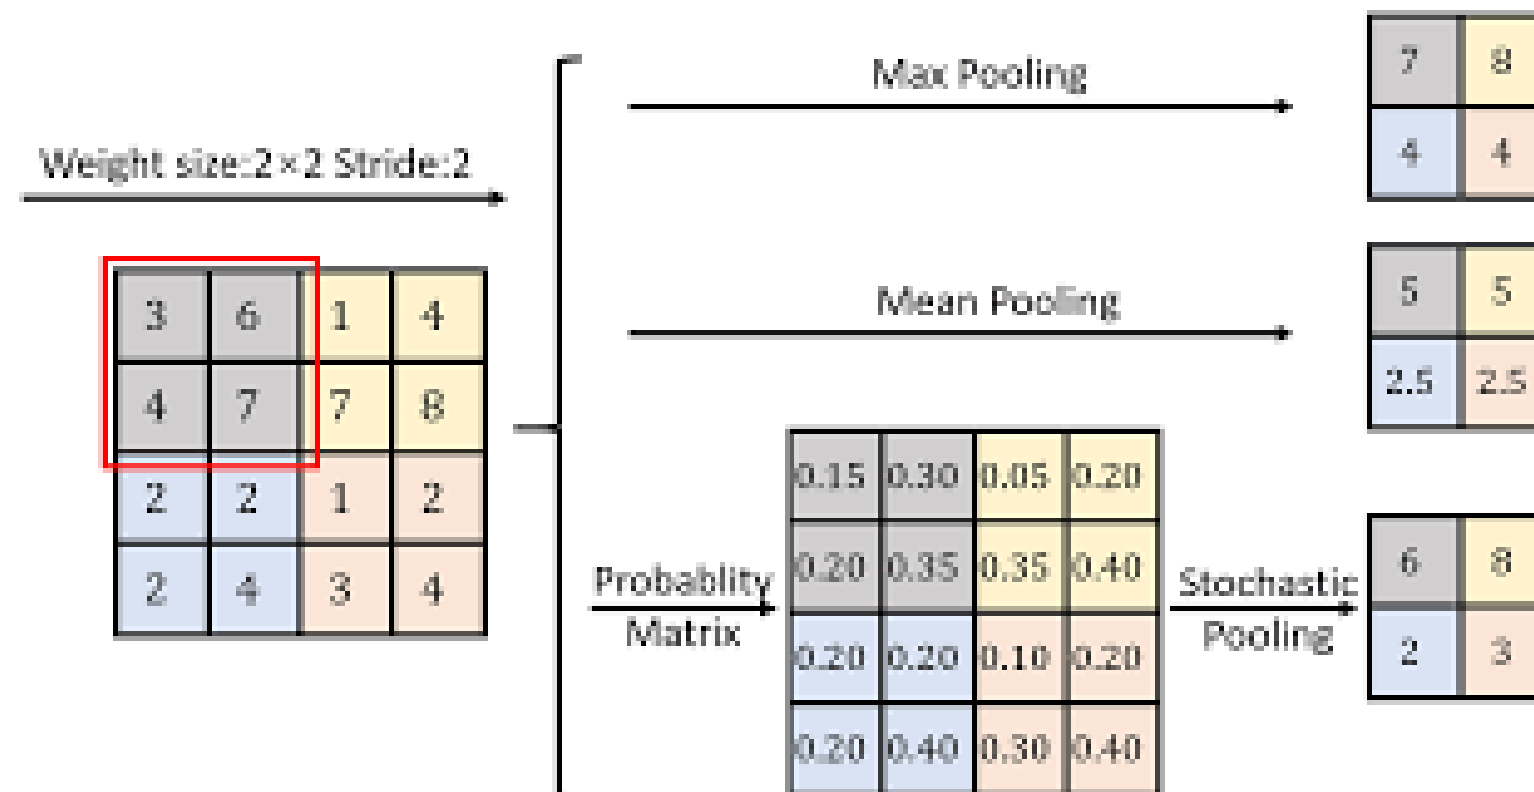 Max Pooling
7 8
4 4
Weight size:2×2 Stride:2
3 6 1 4
4 7 7 8
2 2 1 2
2 4 3 4
Mean Pooling
5 5
2.5 2.5
Probablity
Matrix
0.15 0.30 0.05 0.20
0.20 0.35 0.35 0.40
0.20 0.20 0.10 0.20
0.20 0.40 0.30 0.40
Stochastic
Pooling
6 8
2 3